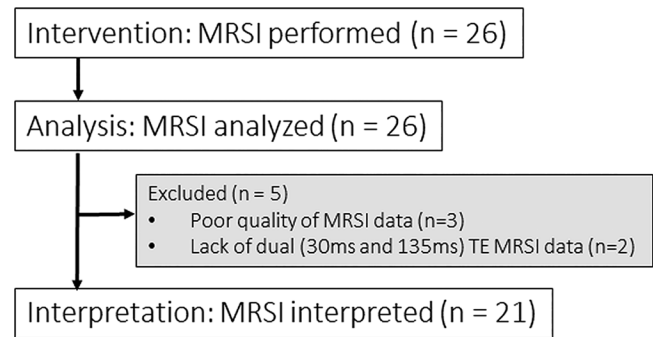 Intervention: MRSI performed (n = 26)
Analysis: MRSI analyzed (n = 26)
Excluded (n = 5)
• Poor quality of MRSI data (n=3)
• Lack of dual (30ms and 135ms) TE MRSI data (n=2)
Interpretation: MRSI interpreted (n = 21)